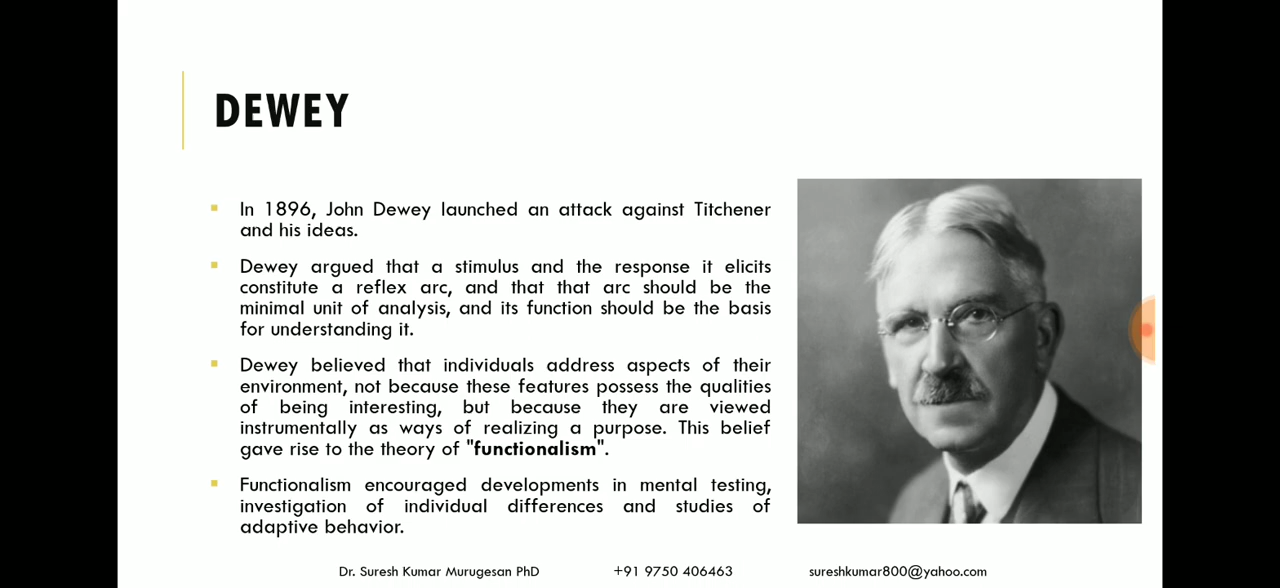 DEWEY
In 1896, John Dewey launched an attack against Titchener
and his ideas.
Dewey argued that a stimulus and the response it elicits
constitute a reflex arc, and that that arc should be the
minimal unit of analysis, and its function should be the basis
for understanding it.
Dewey believed that individuals address aspects of their
environment, not because these features possess the qualities
of being interesting, but because they are viewed
instrumentally as ways of realizing a purpose. This belief
gave rise to the theory of "functionalism".
Functionalism encouraged developments in mental testing,
investigation of individual differences and studies of
adaptive behavior.
Dr. Suresh Kumar Murugesan PhD +91 9750 406463 sureshkumar800@yahoo.com